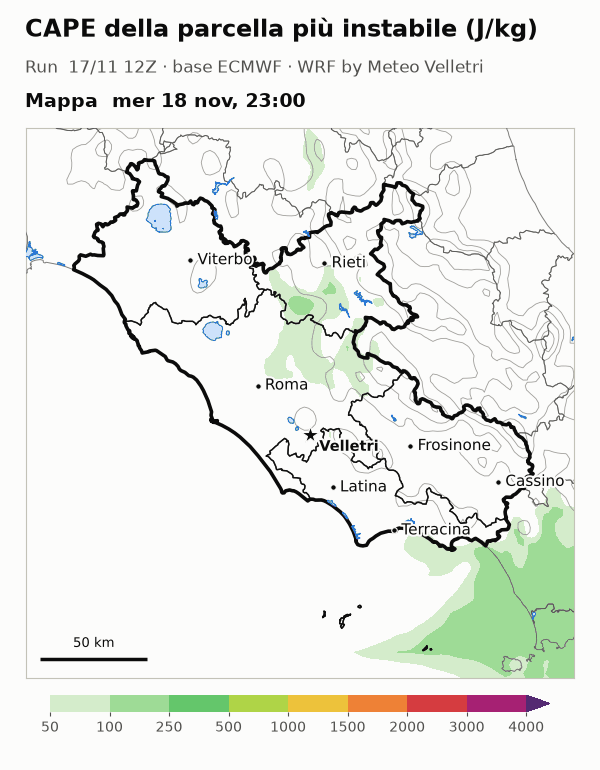 CAPE della parcella più instabile (J/kg)
Run 17/11 12Z · base ECMWF · WRF by Meteo Velletri
Mappa mer 18 nov, 23:00
Viterbo
Rieti
Roma
Velletri
Frosinone
Cassino
Latina
Terracina
50 km
50 100 250 500 1000 1500 2000 3000 4000